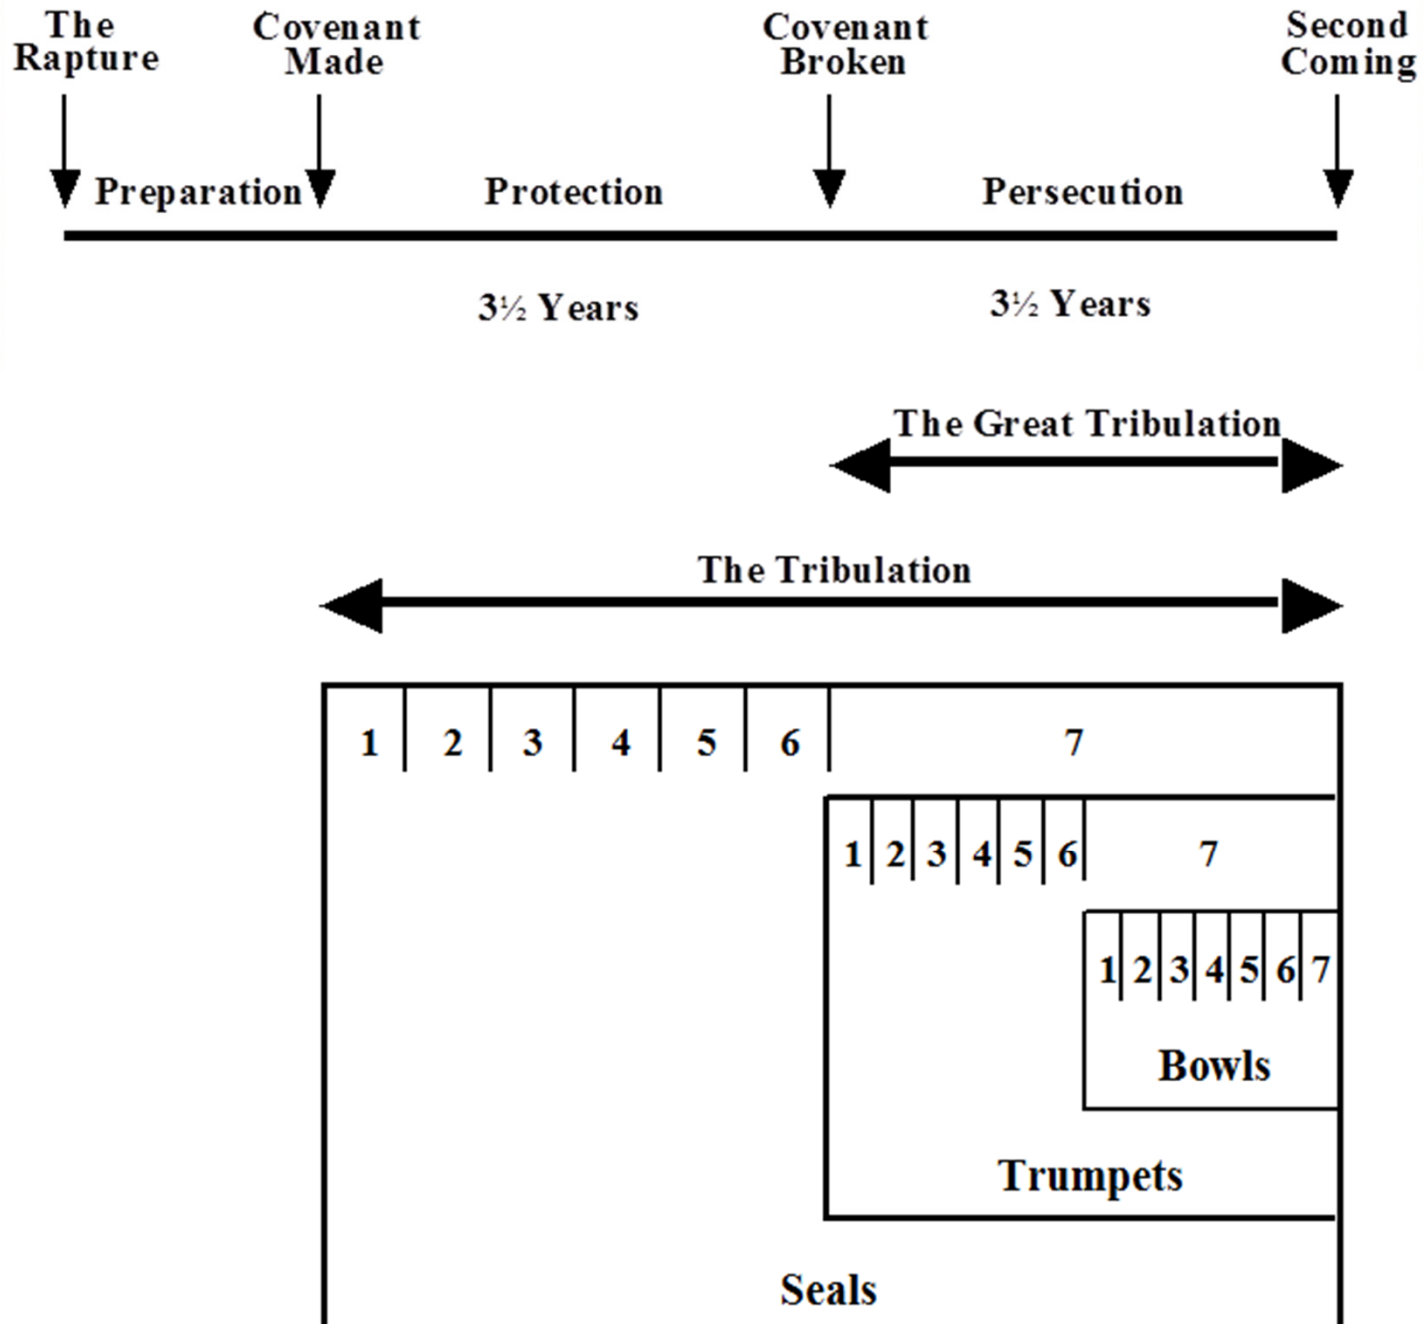 The
Rapture
Covenant
Made
Covenant
Broken
Second
Coming
Preparation
Protection
Persecution
3½ Years
3½ Years
The Great Tribulation
The Tribulation
1 2 3 4 5 6 7
1 2 3 4 5 6 7
1 2 3 4 5 6 7
Bowls
Trumpets
Seals